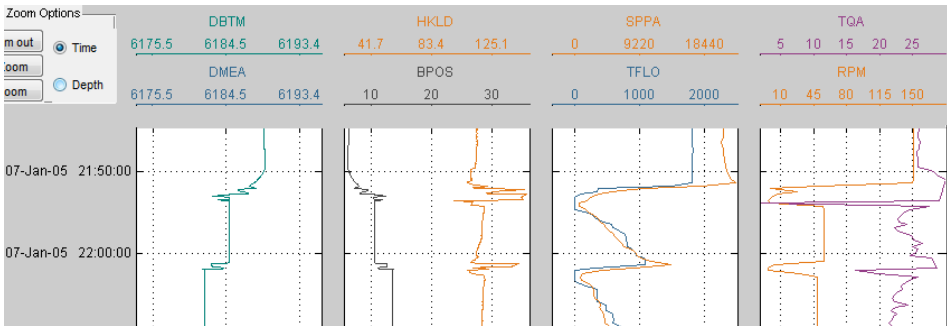 Zoom Options
m out
Time
Zoom
Depth
oom
DBTM
6175.5 6184.5 6193.4
DMEA
6175.5 6184.5 6193.4
HKLD
41.7 83.4 125.1
BPOS
10 20 30
SPPA
0 9220 18440
TFLO
0 1000 2000
TQA
5 10 15 20 25
RPM
10 45 80 115 150
07-Jan-05 21:50:00
07-Jan-05 22:00:00